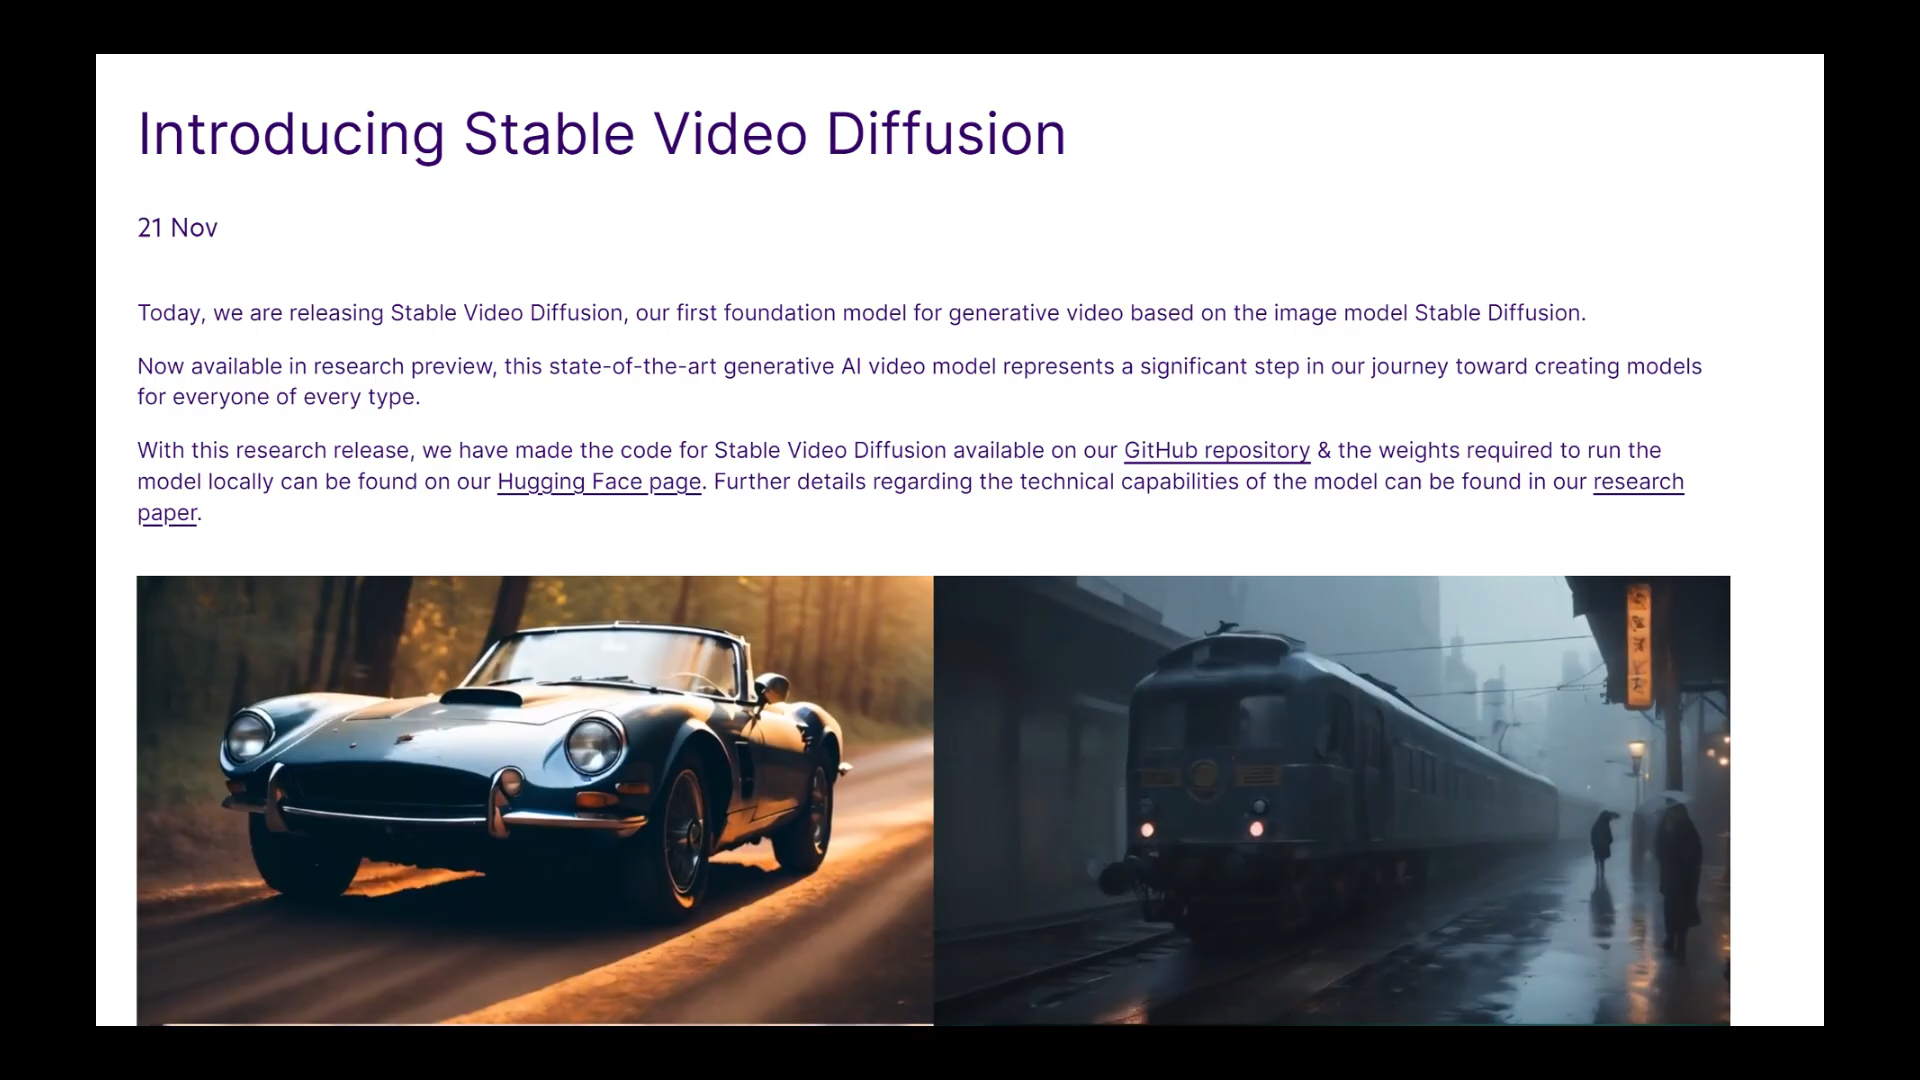 Introducing Stable Video Diffusion
21 Nov
Today, we are releasing Stable Video Diffusion, our first foundation model for generative video based on the image model Stable Diffusion.
Now available in research preview, this state-of-the-art generative AI video model represents a significant step in our journey toward creating models
for everyone of every type.
With this research release, we have made the code for Stable Video Diffusion available on our GitHub repository & the weights required to run the
model locally can be found on our Hugging Face page. Further details regarding the technical capabilities of the model can be found in our research
paper.